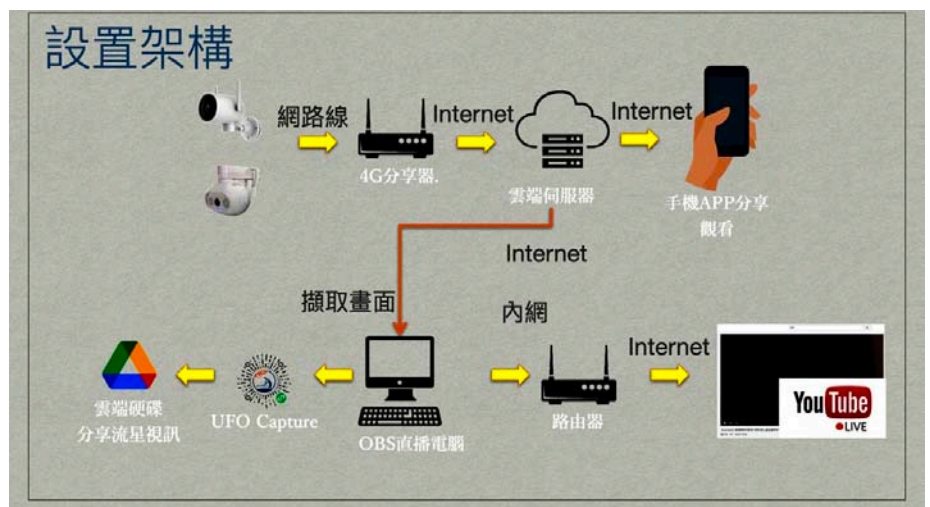 設置架構
網路線
Internet
Internet
4G分享器.
雲端伺服器
手機APP分享
觀看
Internet
擷取畫面
內網
Internet
雲端硬碟
分享流星視訊
UFO Capture
OBS直播電腦
路由器
YouTube
LIVE